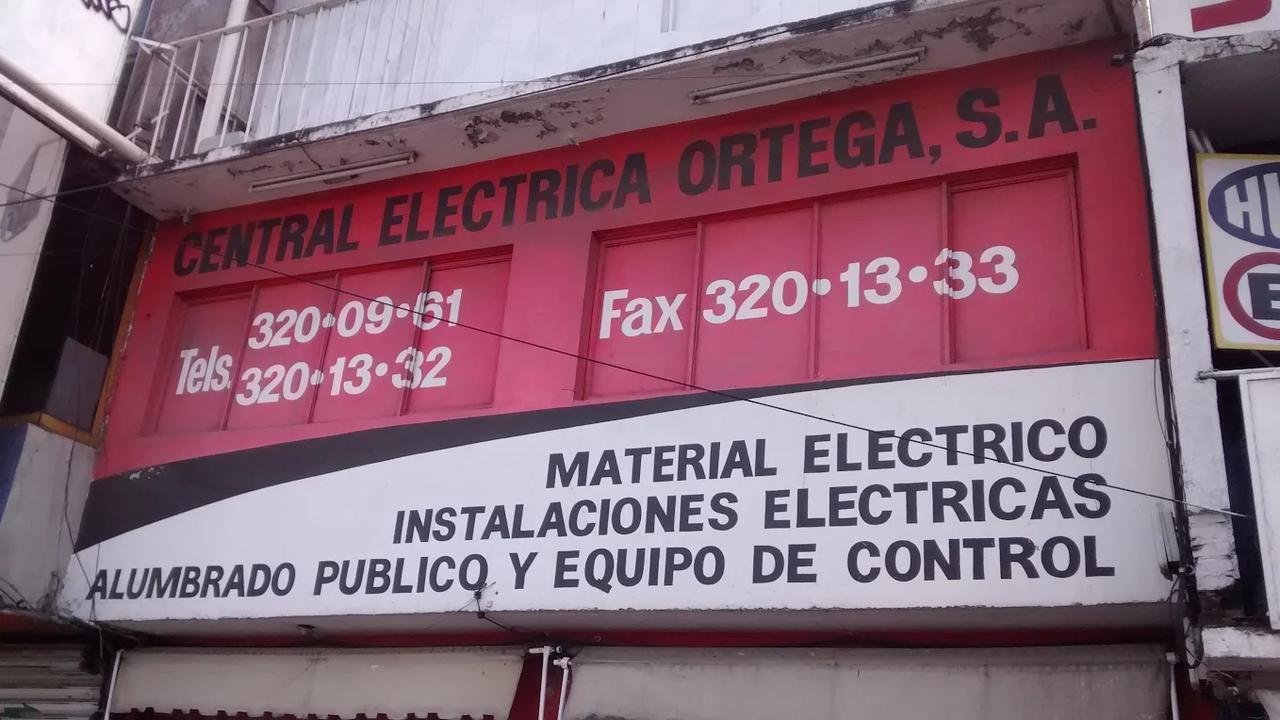 CENTRAL ELECTRICA ORTEGA, S.A.
Tels. 320•09•61
320•13•32
Fax 320•13•33
MATERIAL ELECTRICO
INSTALACIONES ELECTRICAS
ALUMBRADO PUBLICO Y EQUIPO DE CONTROL